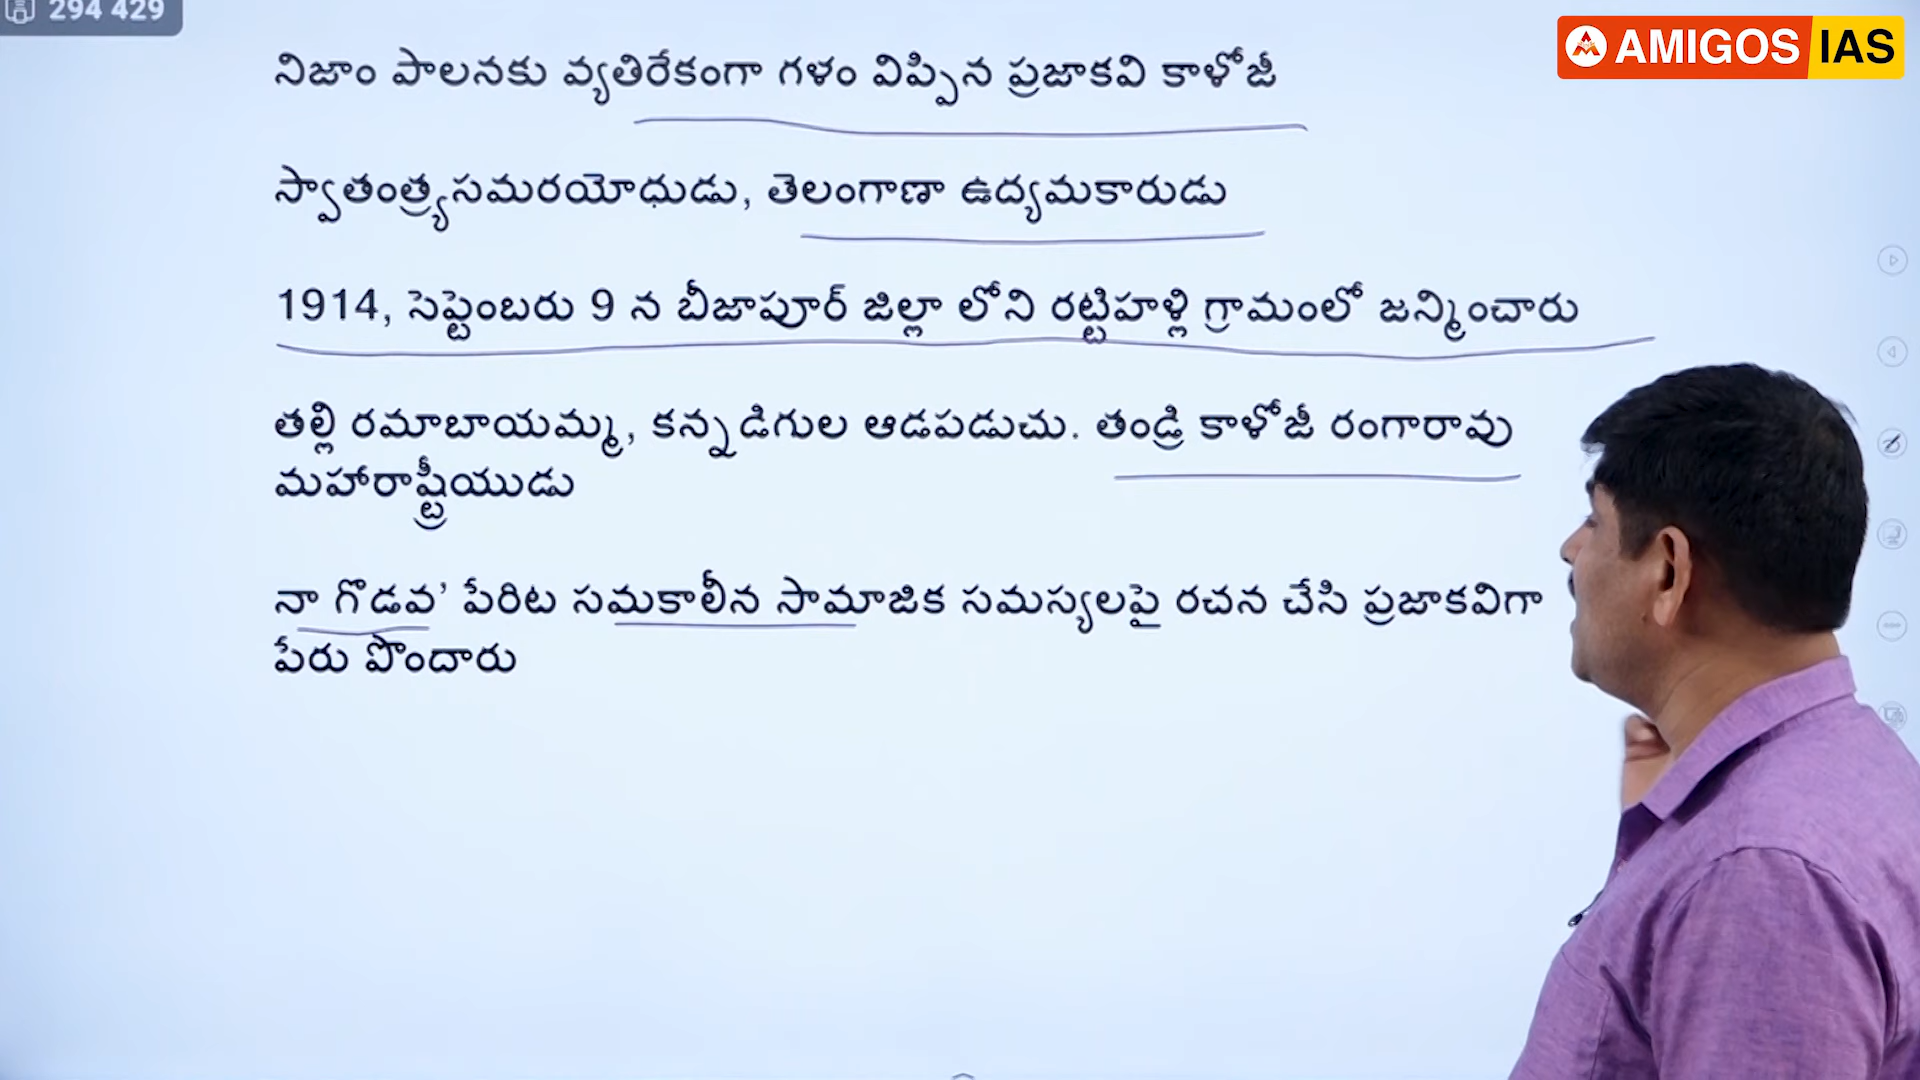 294 429
AMIGOS IAS
నిజాం పాలనకు వ్యతిరేకంగా గళం విప్పిన ప్రజాకవి కాళోజీ
స్వాతంత్ర్యసమరయోధుడు, తెలంగాణా ఉద్యమకారుడు
1914, సెప్టెంబరు 9 న బీజాపూర్ జిల్లా లోని రట్టిహళ్లి గ్రామంలో జన్మించారు
తల్లి రమాబాయమ్మ, కన్నడిగుల ఆడపడుచు. తండ్రి కాళోజీ రంగారావు
మహారాష్ట్రీయుడు
నా గొడవ’ పేరిట సమకాలీన సామాజిక సమస్యలపై రచన చేసి ప్రజాకవిగా
పేరు పొందారు